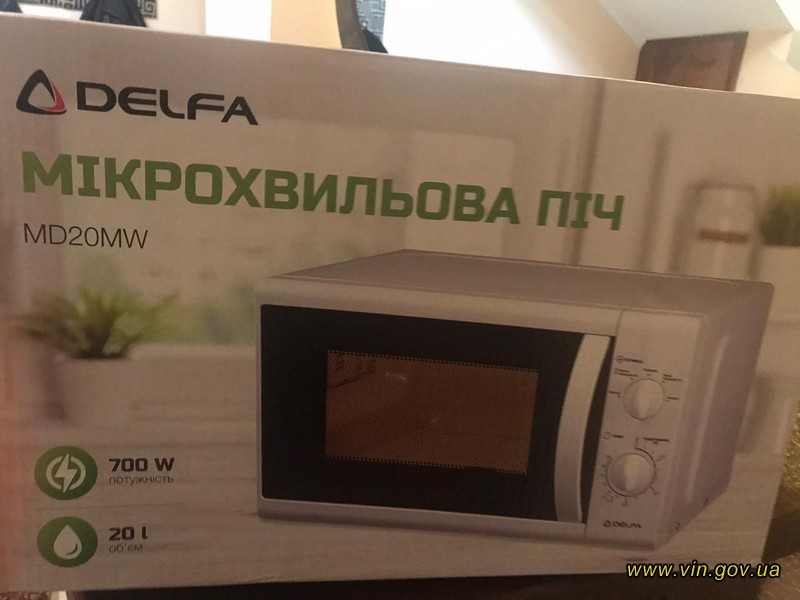 DELFA
МІКРОХВИЛЬОВА ПІЧ
MD20MW
700 W
потужність
20 l
об'єм
DELFA
www.vin.gov.ua